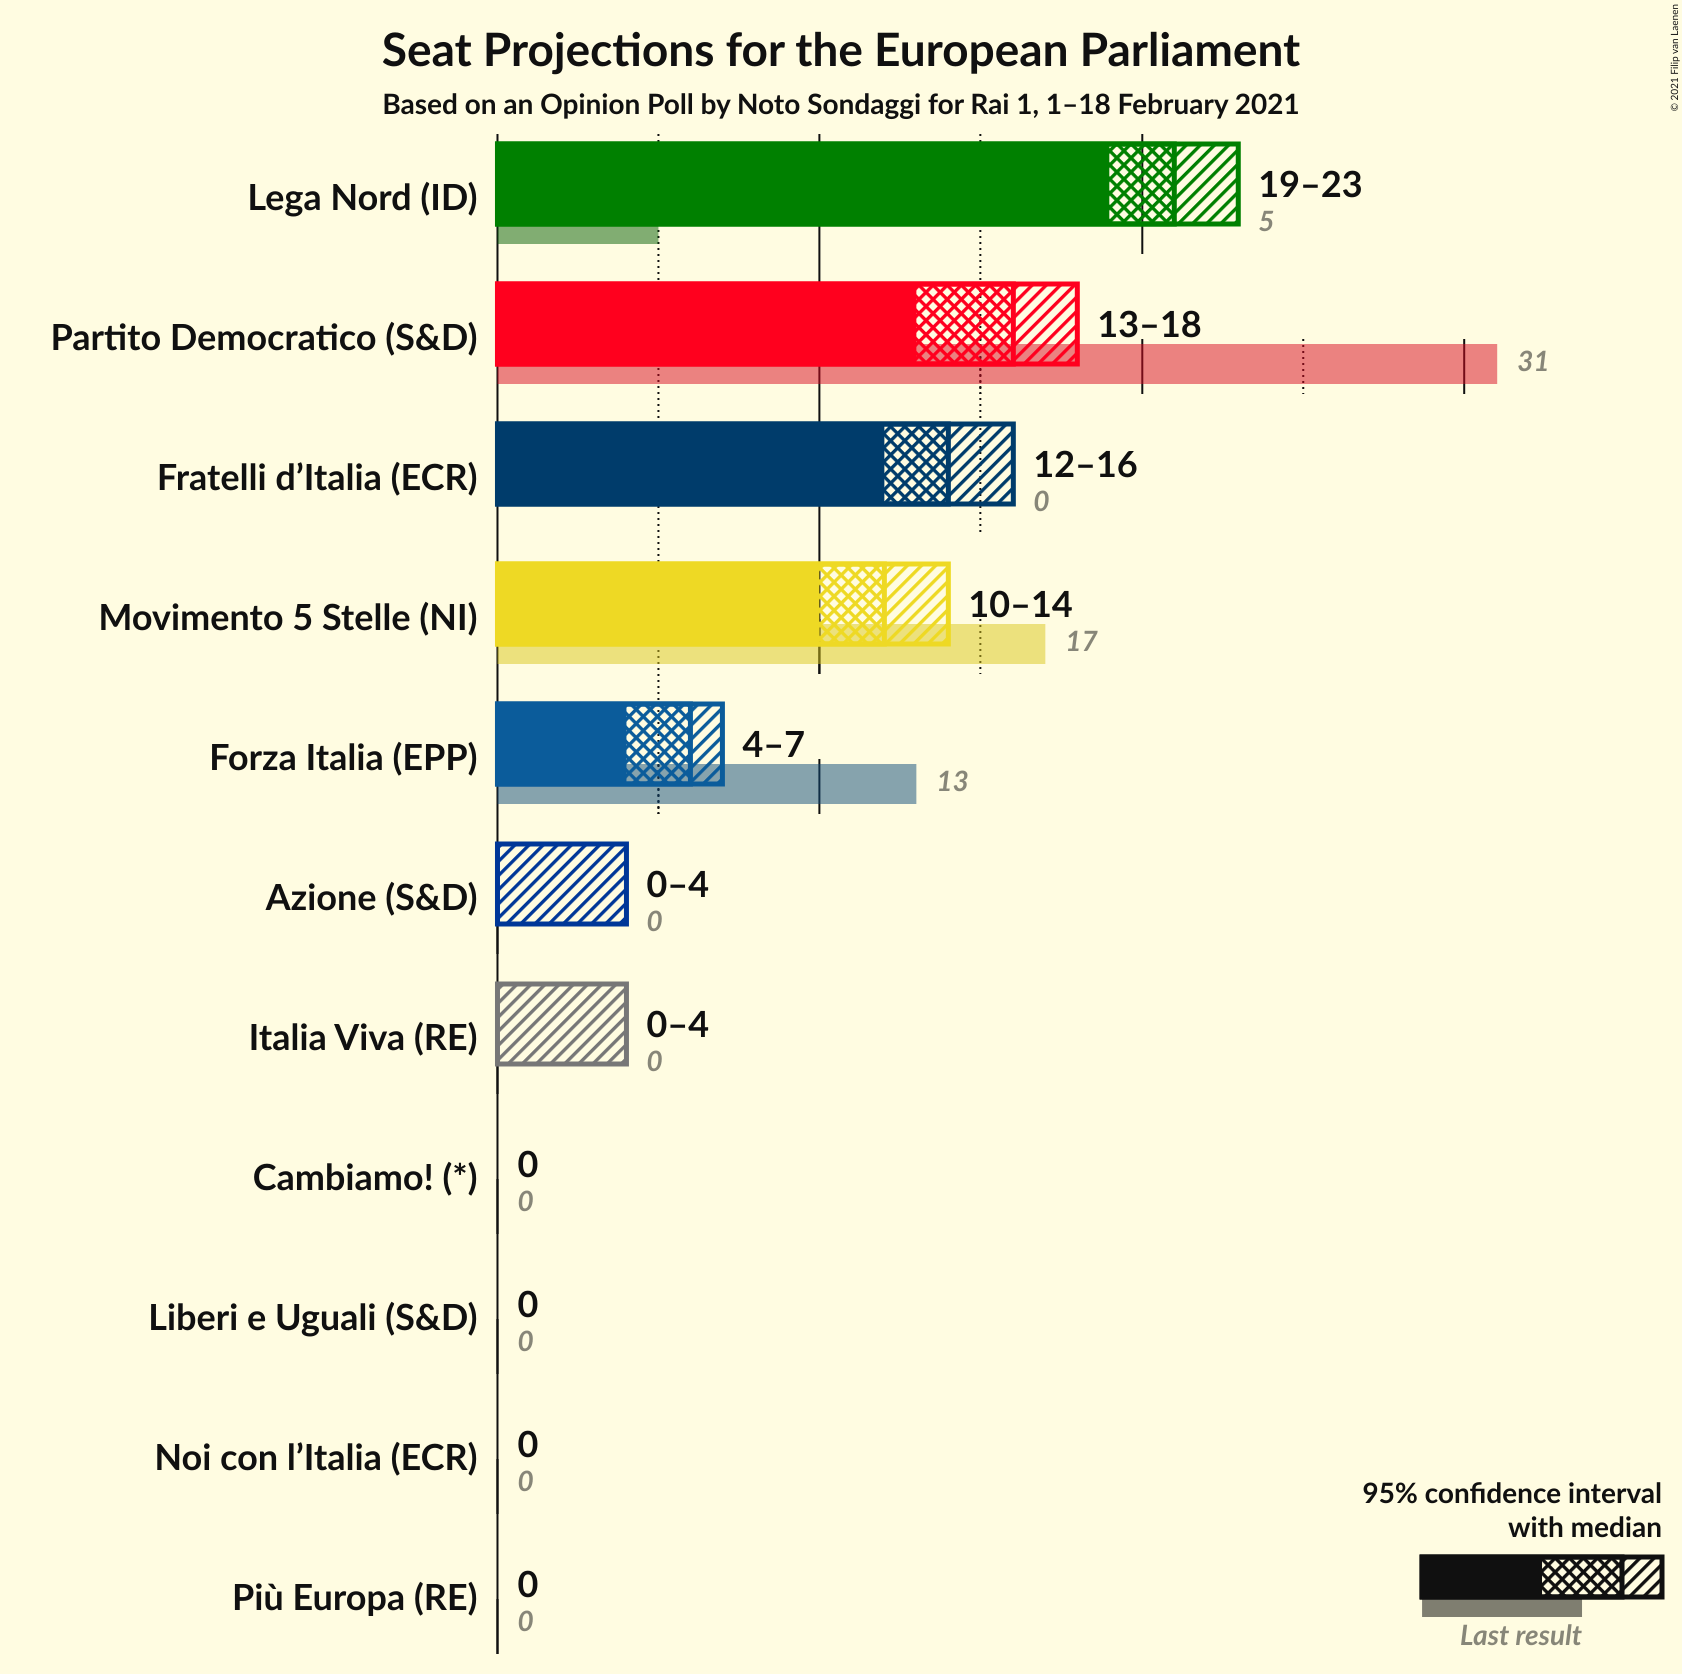 Seat Projections for the European Parliament
Based on an Opinion Poll by Noto Sondaggi for Rai 1, 1–18 February 2021
© 2021 Filip van Laenen
Lega Nord (ID)
19–23
5
Partito Democratico (S&D)
13–18
31
Fratelli d’Italia (ECR)
12–16
0
Movimento 5 Stelle (NI)
10–14
17
Forza Italia (EPP)
4–7
13
Azione (S&D)
0–4
0
Italia Viva (RE)
0–4
0
Cambiamo! (*)
0
0
Liberi e Uguali (S&D)
0
0
Noi con l’Italia (ECR)
0
0
Più Europa (RE)
0
0
95% confidence interval
with median
Last result